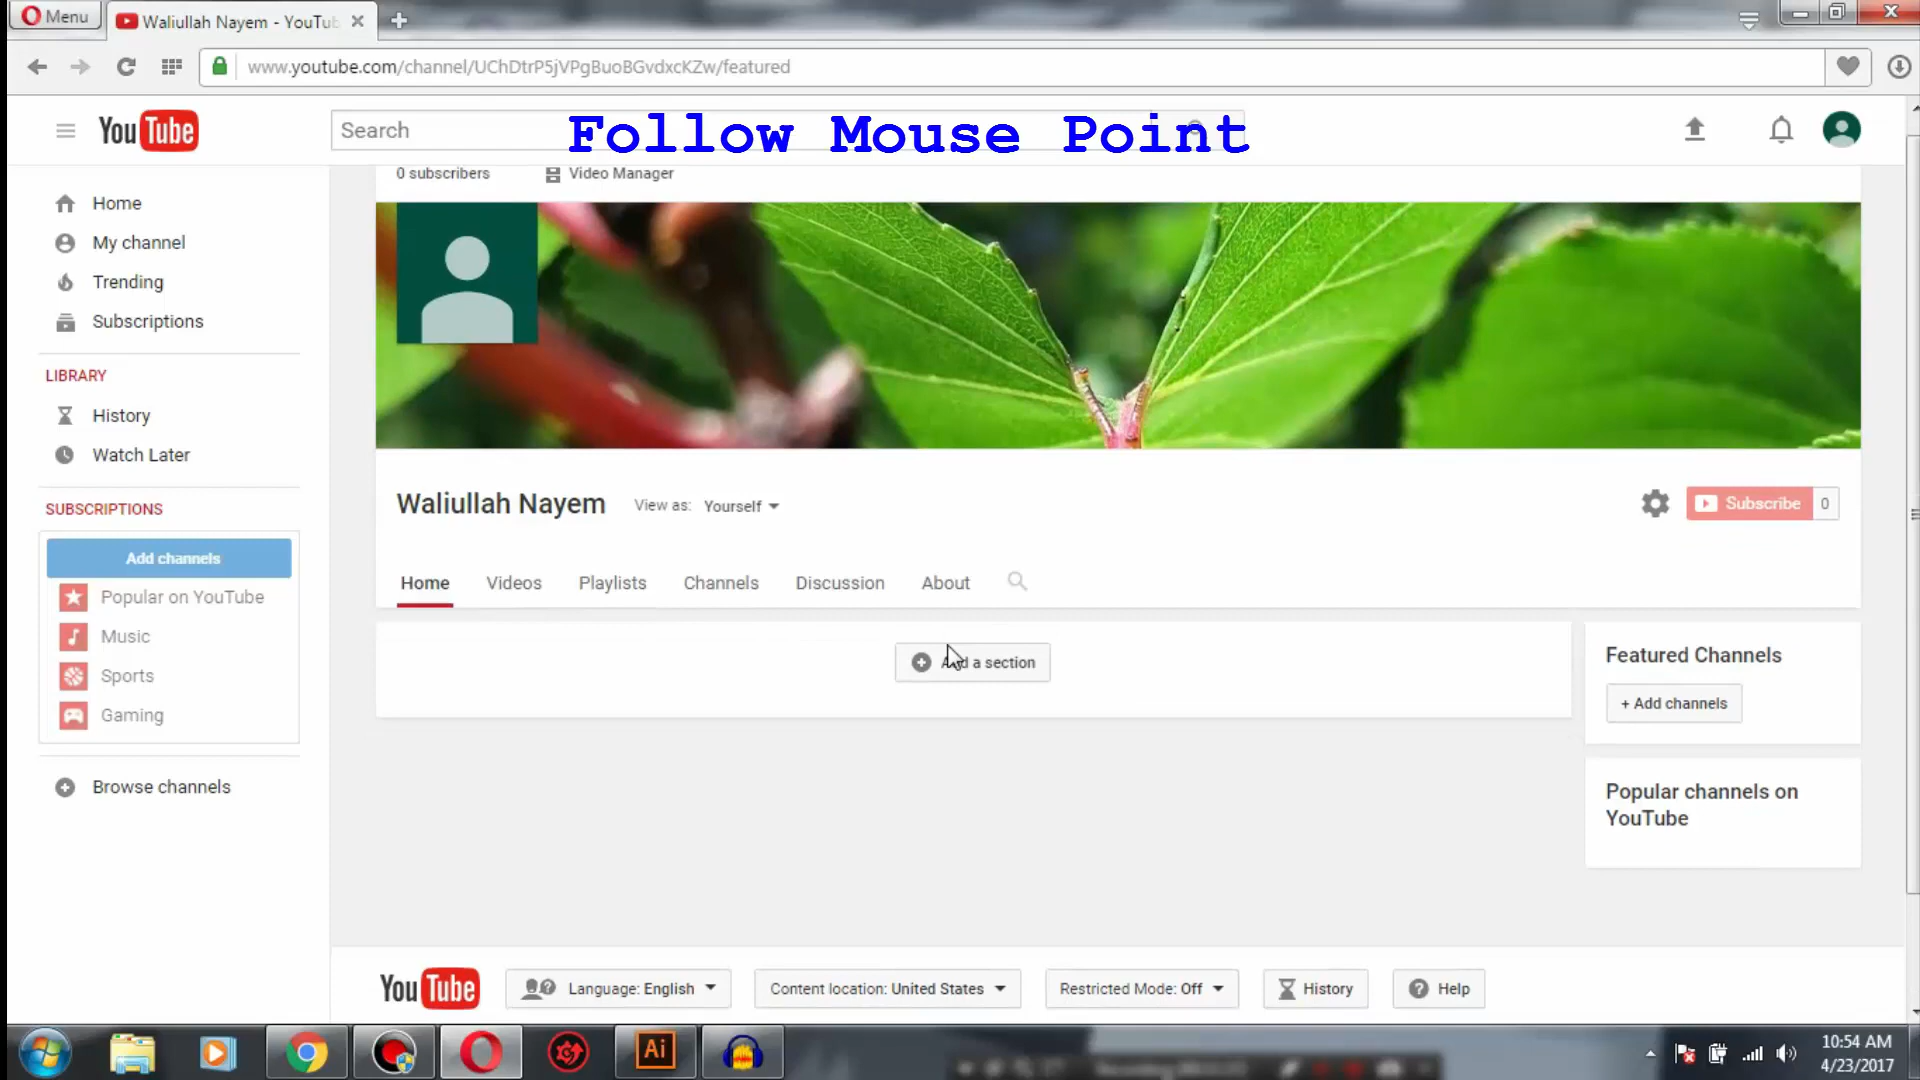 Menu
Waliullah Nayem - YouTub
www.youtube.com/channel/UChDtrP5jVPgBuoBGvdxcKZw/featured
YouTube
Search
Follow Mouse Point
0 subscribers
Video Manager
Home
My channel
Trending
Subscriptions
LIBRARY
History
Watch Later
SUBSCRIPTIONS
Add channels
Popular on YouTube
Music
Sports
Gaming
Browse channels
Waliullah Nayem
View as: Yourself
Subscribe 0
Home Videos Playlists Channels Discussion About
Add a section
Featured Channels
+ Add channels
Popular channels on
YouTube
YouTube
Language: English
Content location: United States
Restricted Mode: Off
History
Help
Ai
10:54 AM
4/23/2017